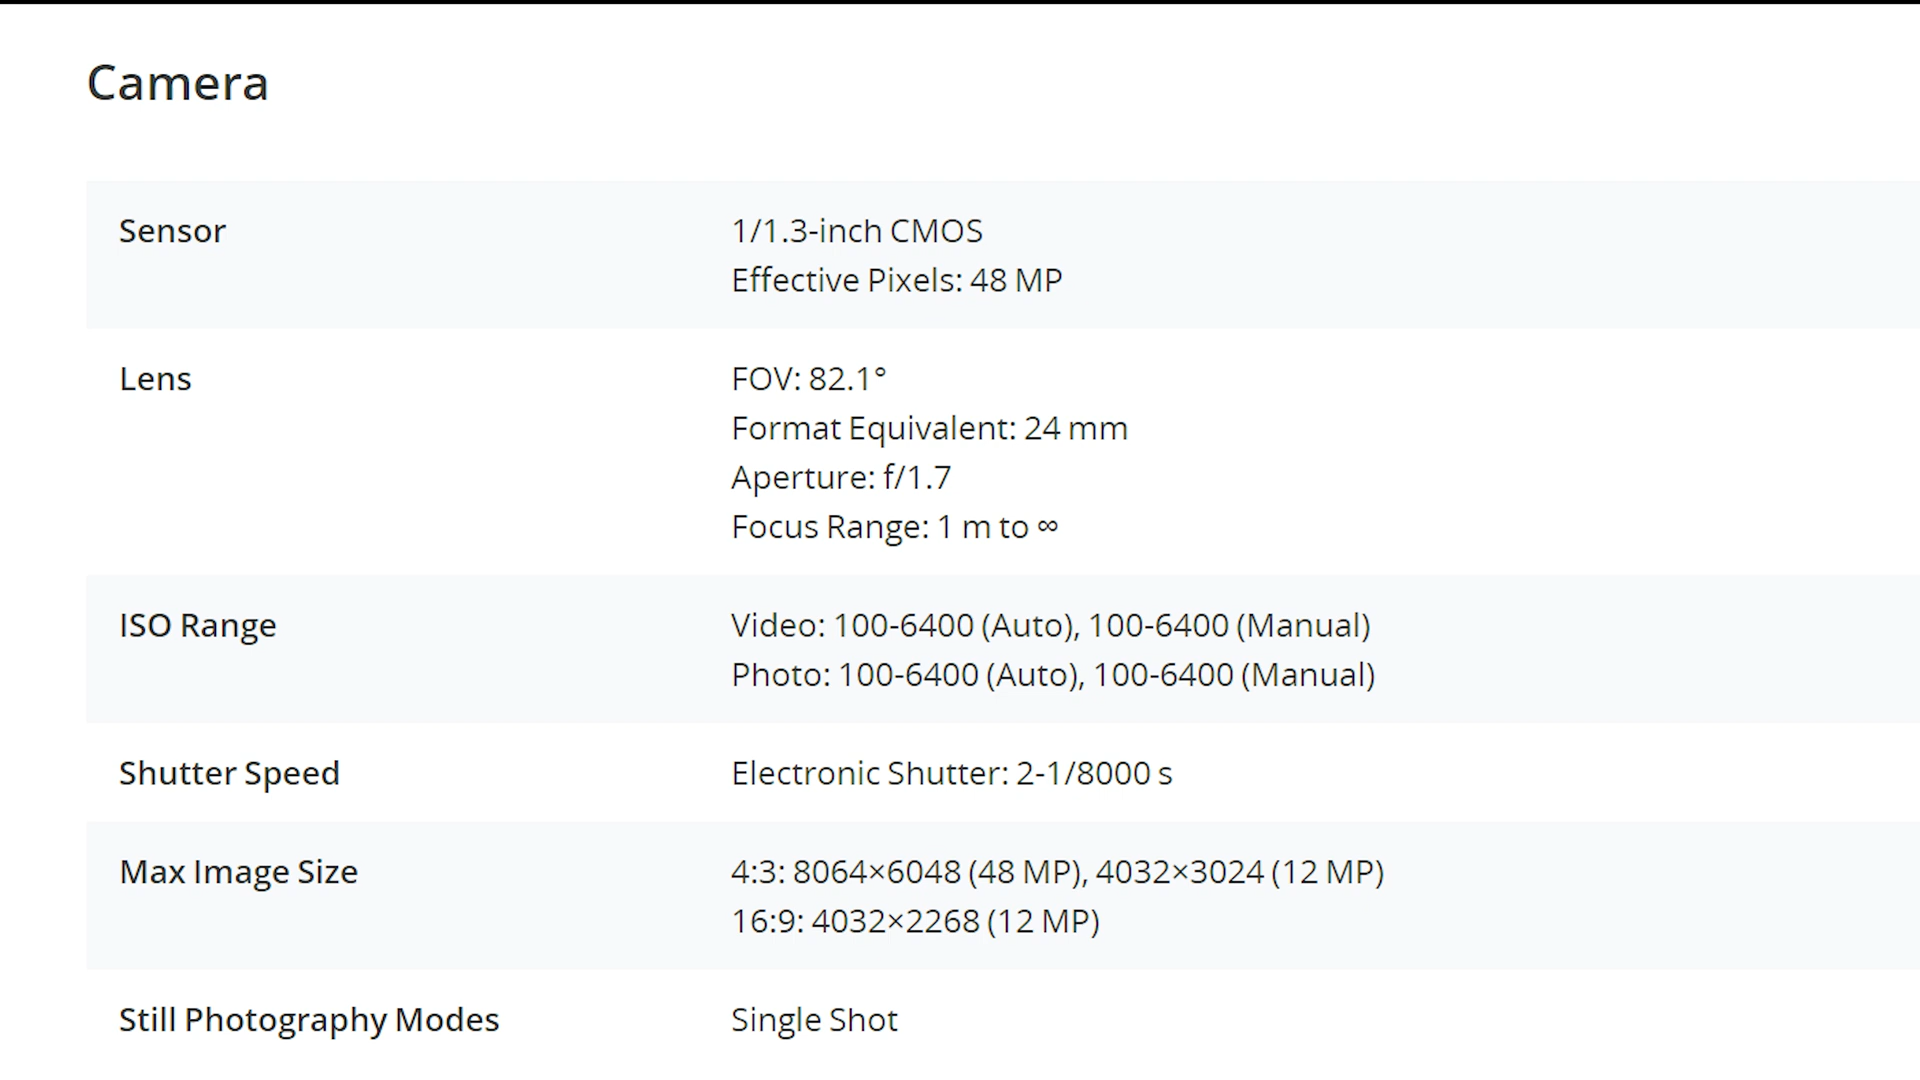 Camera
Sensor
1/1.3-inch CMOS
Effective Pixels: 48 MP
Lens
FOV: 82.1°
Format Equivalent: 24 mm
Aperture: f/1.7
Focus Range: 1 m to ∞
ISO Range
Video: 100-6400 (Auto), 100-6400 (Manual)
Photo: 100-6400 (Auto), 100-6400 (Manual)
Shutter Speed
Electronic Shutter: 2-1/8000 s
Max Image Size
4:3: 8064×6048 (48 MP), 4032×3024 (12 MP)
16:9: 4032×2268 (12 MP)
Still Photography Modes
Single Shot